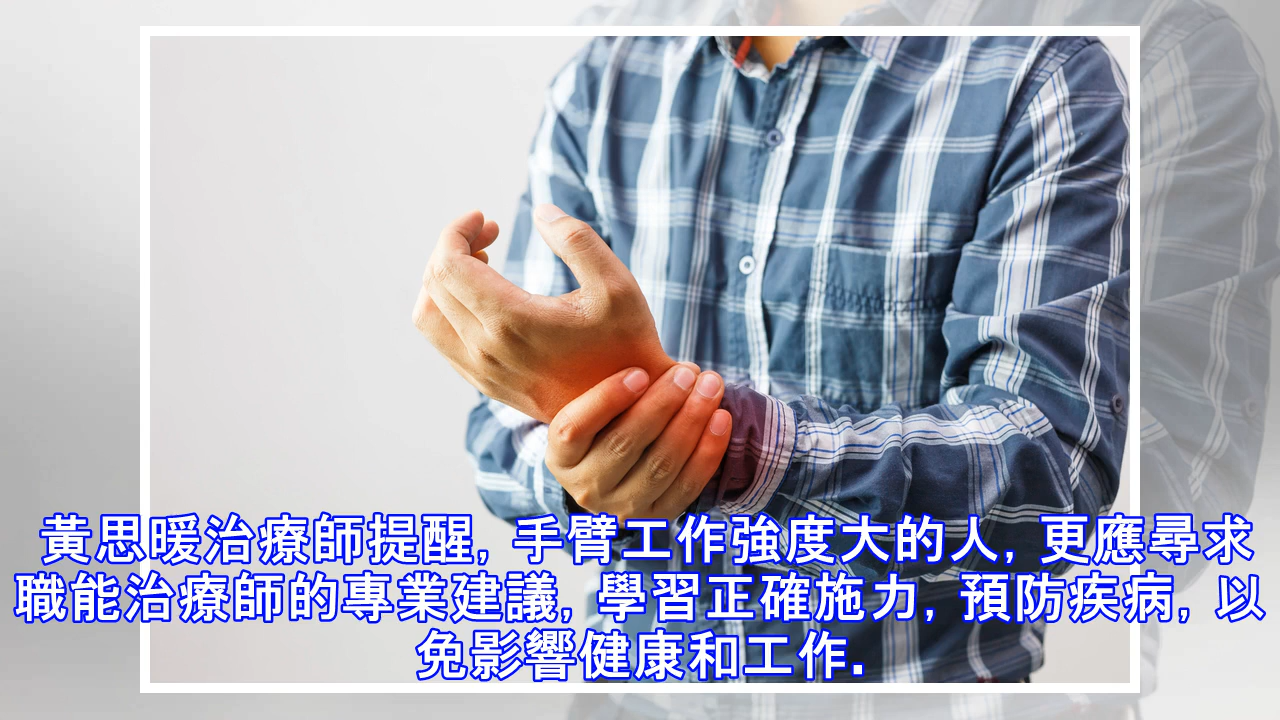 黃思暖治療師提醒, 手臂工作強度大的人, 更應尋求
職能治療師的專業建議, 學習正確施力, 預防疾病, 以
免影響健康和工作.